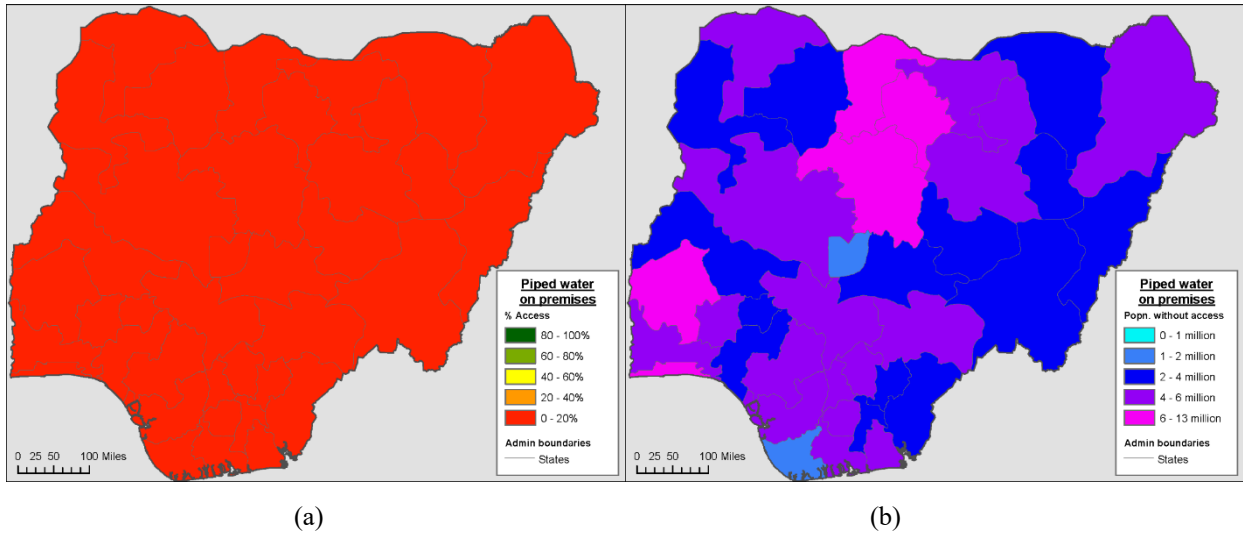 Piped water
on premises
% Access
80 - 100%
60 - 80%
40 - 60%
20 - 40%
0 - 20%
Admin boundaries
States
0 25 50 100 Miles
(a)
Piped water
on premises
Popn. without access
0 - 1 million
1 - 2 million
2 - 4 million
4 - 6 million
6 - 13 million
Admin boundaries
States
0 25 50 100 Miles
(b)